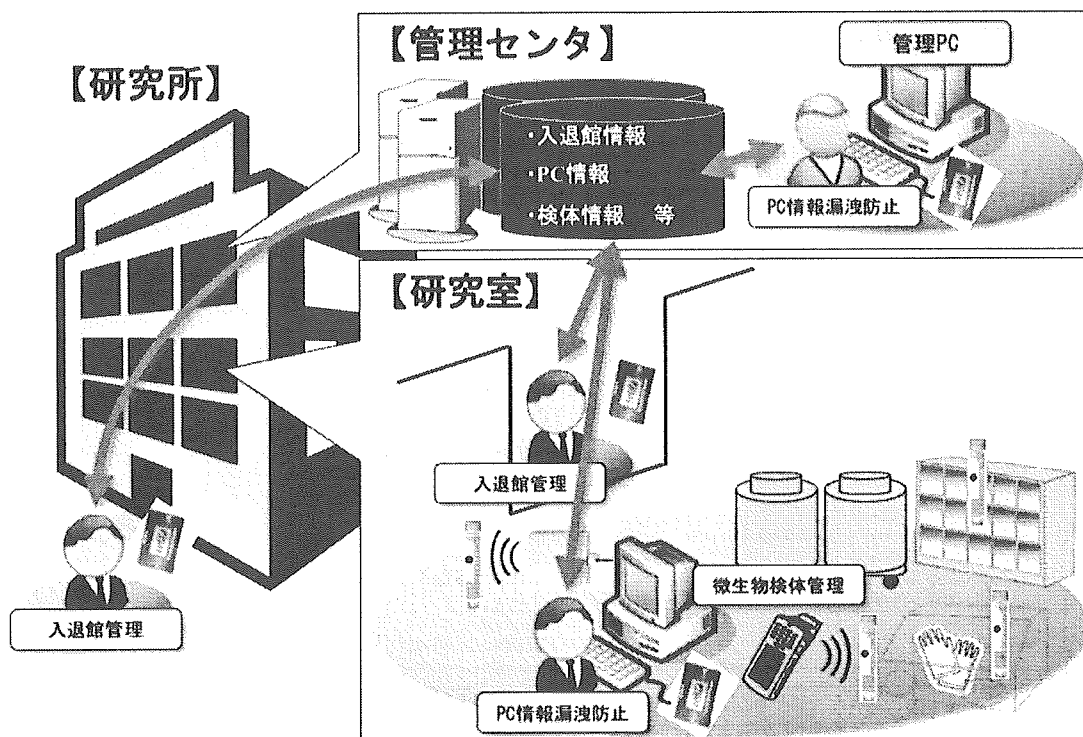 【研究所】
【管理センタ】
管理PC
・入退館情報
・PC情報
・検体情報 等
PC情報漏洩防止
【研究室】
入退館管理
入退館管理
微生物検体管理
PC情報漏洩防止